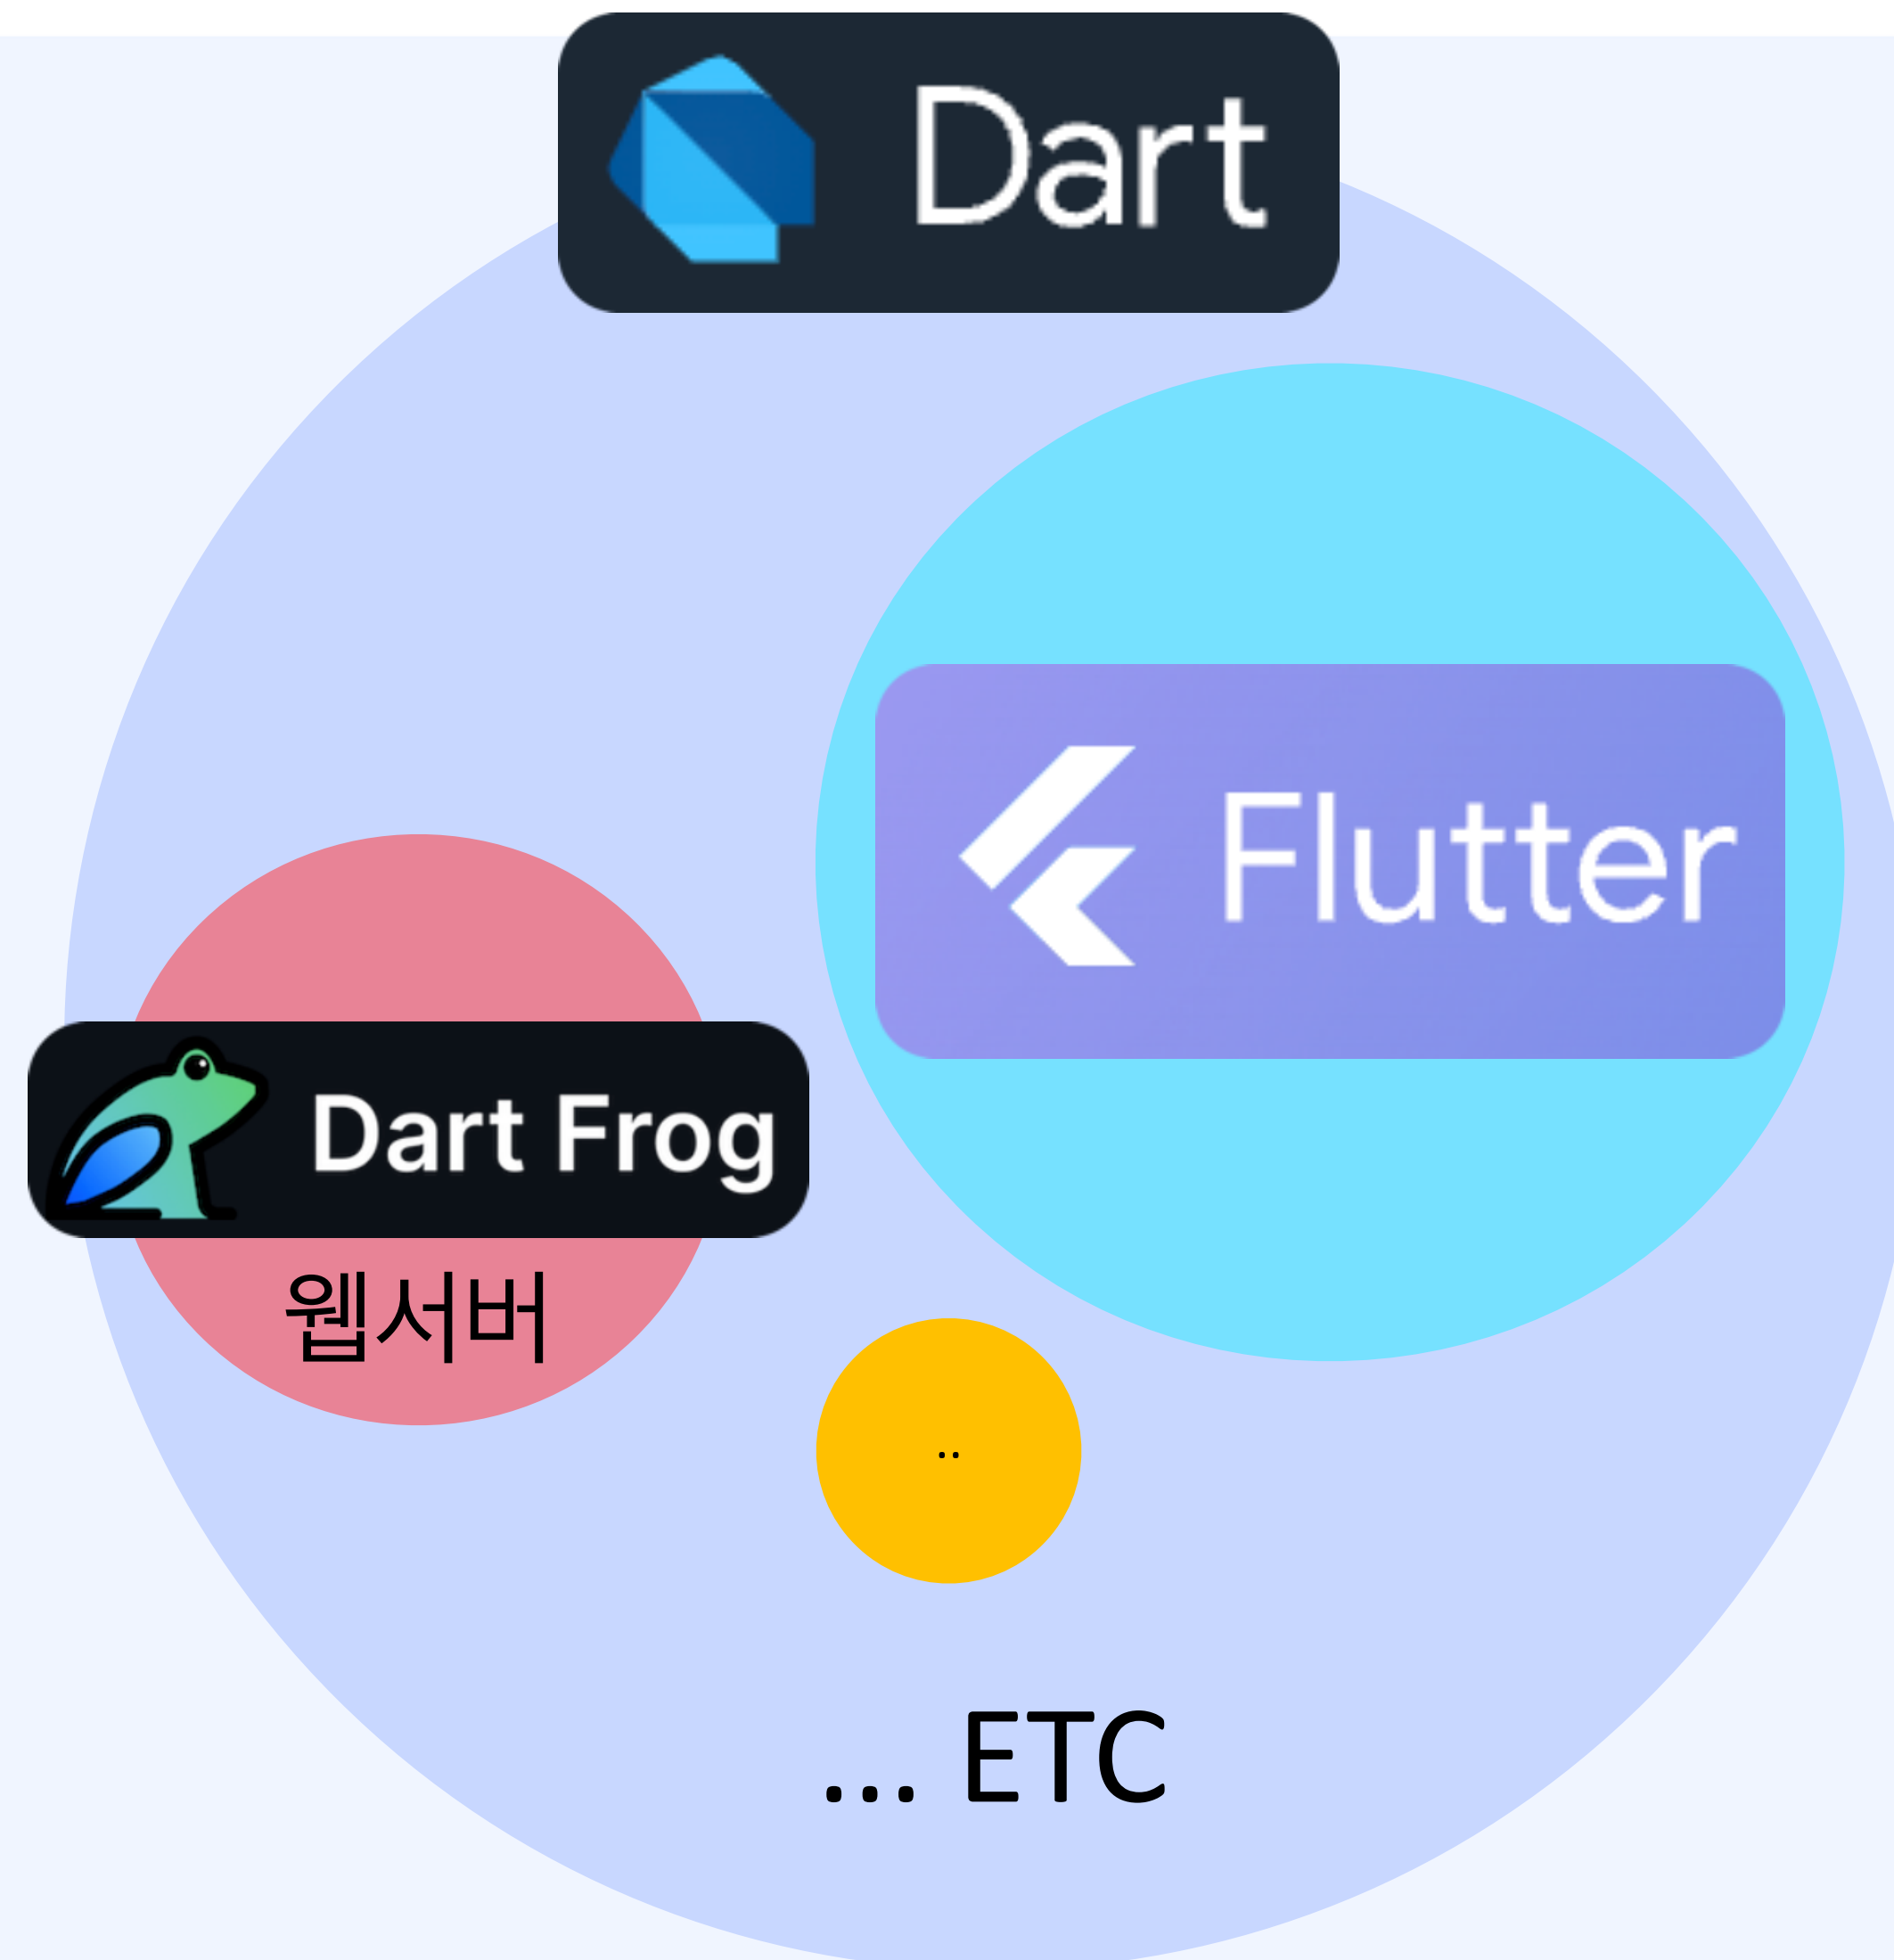 Dart
Flutter
Dart Frog
웹서버
..
... ETC